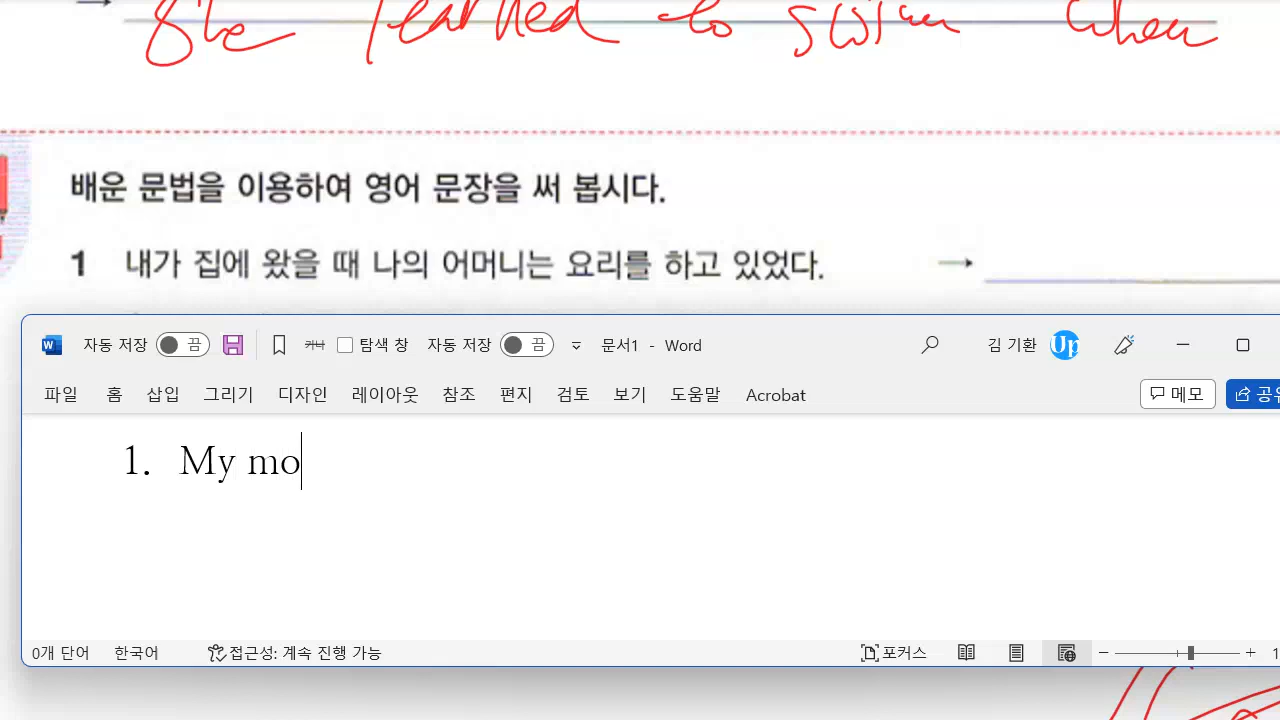 She learned to swim when
배운 문법을 이용하여 영어 문장을 써 봅시다.
1 내가 집에 왔을 때 나의 어머니는 요리를 하고 있었다. →
자동 저장 끔 가나 탐색 창 자동 저장 끔 문서1 - Word 김 기환 Up
파일 홈 삽입 그리기 디자인 레이아웃 참조 편지 검토 보기 도움말 Acrobat 메모 공유
1. My mo
0개 단어 한국어 접근성: 계속 진행 가능 포커스 1